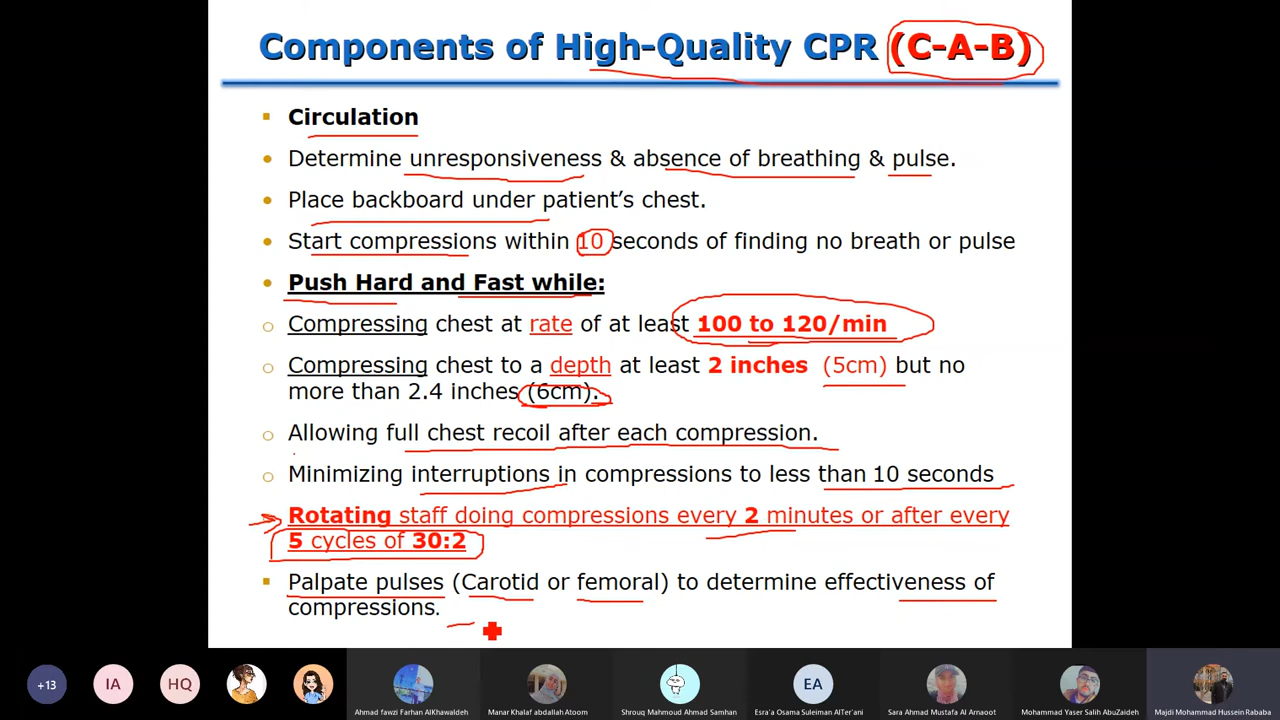 Components of High-Quality CPR (C-A-B)
Circulation
Determine unresponsiveness & absence of breathing & pulse.
Place backboard under patient's chest.
Start compressions within 10 seconds of finding no breath or pulse
Push Hard and Fast while:
Compressing chest at rate of at least 100 to 120/min
Compressing chest to a depth at least 2 inches (5cm) but no
more than 2.4 inches (6cm).
Allowing full chest recoil after each compression.
Minimizing interruptions in compressions to less than 10 seconds
Rotating staff doing compressions every 2 minutes or after every
5 cycles of 30:2
Palpate pulses (Carotid or femoral) to determine effectiveness of
compressions.
+13
IA
HQ
EA
Ahmad fawzi Farhan AlKhawaldeh
Manar Khalaf abdallah Atoom
Shroug Mahmoud Ahmad Samhan
Esra'a Osama Suleiman AlTer'ani
Sara Ahmad Mustafa Al Arnaoot
Mohammad Yaser Salih AbuZaideh
Majdi Mohammad Hussein Rababa